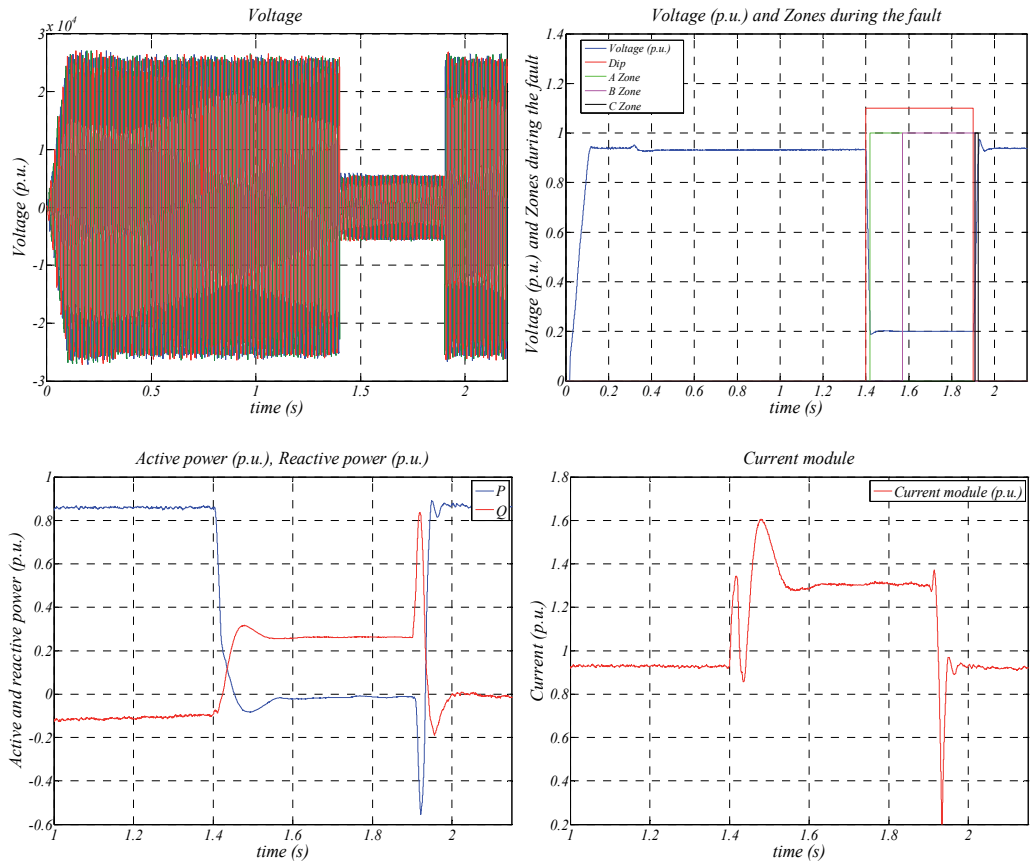 Voltage
3 x 10⁴
2
1
0
-1
-2
-3
0
0.5
1
1.5
2
Voltage (p.u.)
time (s)
Voltage (p.u.) and Zones during the fault
1.4
1.2
1
0.8
0.6
0.4
0.2
0
0
0.2
0.4
0.6
0.8
1
1.2
1.4
1.6
1.8
2
Voltage (p.u.) and Zones during the fault
time (s)
Voltage (p.u.)
Dip
A Zone
B Zone
C Zone
Active power (p.u.), Reactive power (p.u.)
1
0.8
0.6
0.4
0.2
0
-0.2
-0.4
-0.6
1
1.2
1.4
1.6
1.8
2
Active and reactive power (p.u.)
time (s)
P
Q
Current module
1.8
1.6
1.4
1.2
1
0.8
0.6
0.4
0.2
1
1.2
1.4
1.6
1.8
2
Current (p.u.)
time (s)
Current module (p.u.)